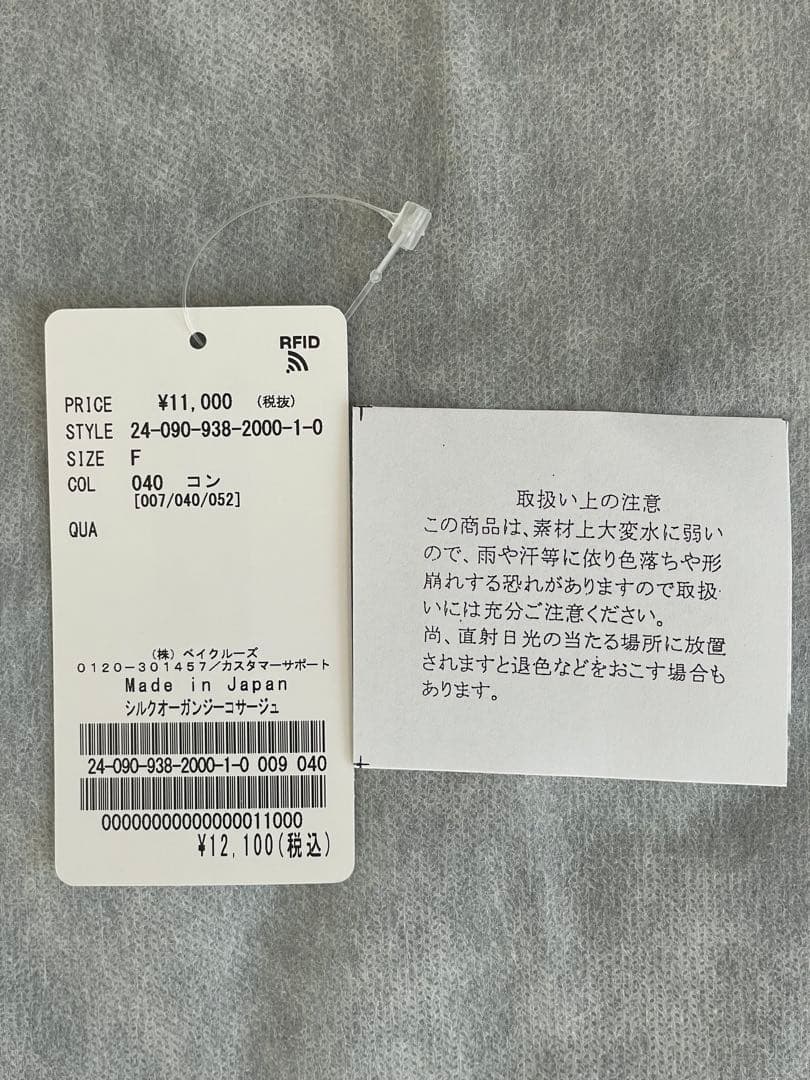 RFID
PRICE ¥11,000 (税抜)
STYLE 24-090-938-2000-1-0
SIZE F
COL 040 コン
[007/040/052]
QUA
(株) ベイクルーズ
0120-301457/カスタマーサポート
Made in Japan
シルクオーガンジーコサージュ
24-090-938-2000-1-0 009 040
00000000000000011000
¥12,100(税込)
取扱い上の注意
この商品は、素材上大変水に弱い
ので、雨や汗等に依り色落ちや形
崩れする恐れがありますので取扱
いには充分ご注意ください。
尚、直射日光の当たる場所に放置
されますと退色などをおこす場合も
あります。